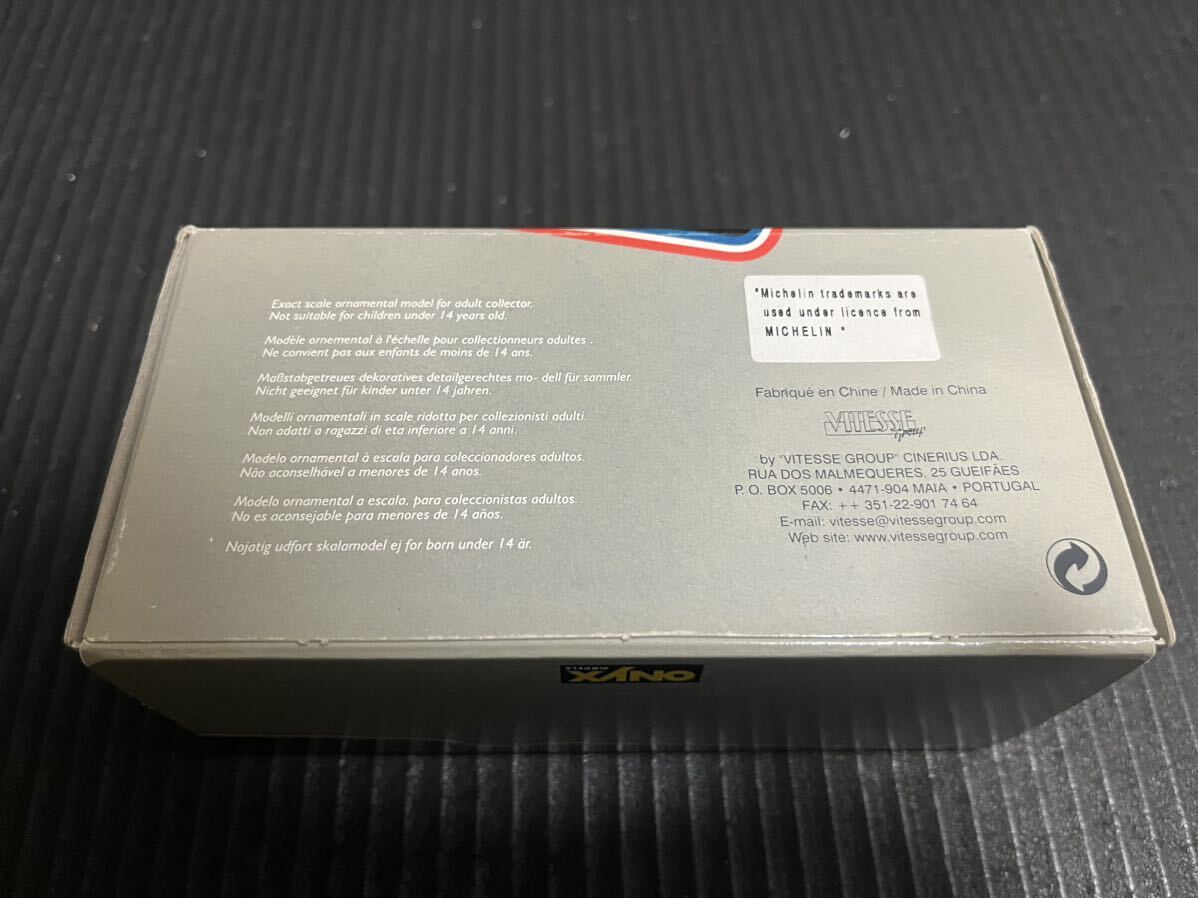 Exact scale ornamental model for adult collector.
Not suitable for children under 14 years old.
Modèle ornemental à l'échelle pour collectionneurs adultes .
Ne convient pas aux enfants de moins de 14 ans.
Maßstabgetreues dekoratives detailgerechtes mo- dell für sammler.
Nicht geeignet für kinder unter 14 jahren.
Modelli ornamentali in scale ridotta per collezionisti adulti.
Non adatti a ragazzi di eta inferiore a 14 anni.
Modelo ornamental à escala para coleccionadores adultos.
Não aconselhável a menores de 14 anos.
Modelo ornamental a escala, para coleccionistas adultos.
No es aconsejable para menores de 14 años.
Nojatig udfort skalamodel ej for born under 14 är.
"Michelin trademarks are
used under licence from
MICHELIN "
Fabriqué en Chine / Made in China
VITESSE
group
by "VITESSE GROUP" CINERIUS LDA.
RUA DOS MALMEQUERES, 25 GUEIFÃES
P. O. BOX 5006 • 4471-904 MAIA • PORTUGAL
FAX: ++ 351-22-901 74 64
E-mail: vitesse@vitessegroup.com
Web site: www.vitessegroup.com
ONYX
MODELS